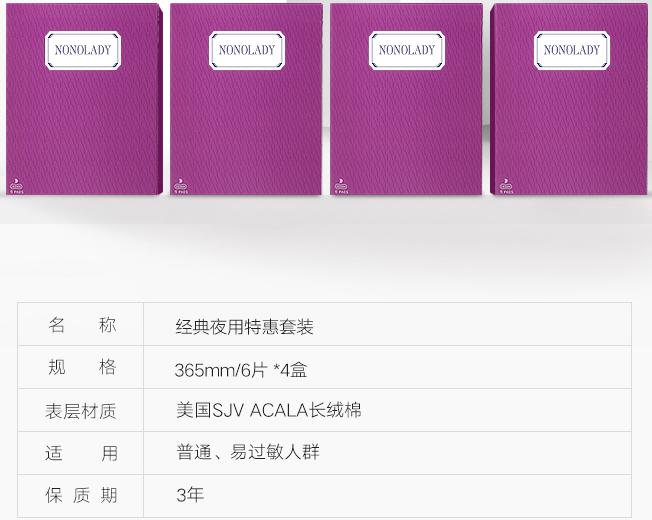 NONOLADY
NONOLADY
NONOLADY
NONOLADY
名 称 经典夜用特惠套装
规 格 365mm/6片 *4盒
表层材质 美国SJV ACALA长绒棉
适 用 普通、易过敏人群
保 质 期 3年